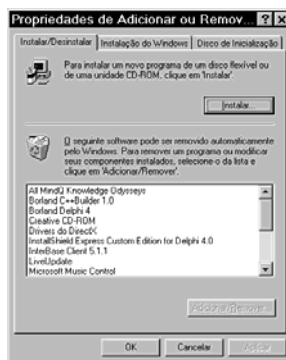 Propriedades de Adicionar ou Remov... ? x
Instalar/Desinstalar Instalação do Windows Disco de Inicialização
Para instalar um novo programa de um disco flexível ou
de uma unidade CD-ROM, clique em 'Instalar'.
Instalar...
O seguinte software pode ser removido automaticamente
pelo Windows. Para remover um programa ou modificar
seus componentes instalados, selecione-o da lista e
clique em 'Adicionar/Remover'.
All MindQ Knowledge Odysseys
Borland C++Builder 1.0
Borland Delphi 4
Creative CD-ROM
Drivers do DirectX
InstallShield Express Custom Edition for Delphi 4.0
InterBase Client 5.1.1
LiveUpdate
Microsoft Music Control
Adicionar/Remover...
OK Cancelar Aplicar